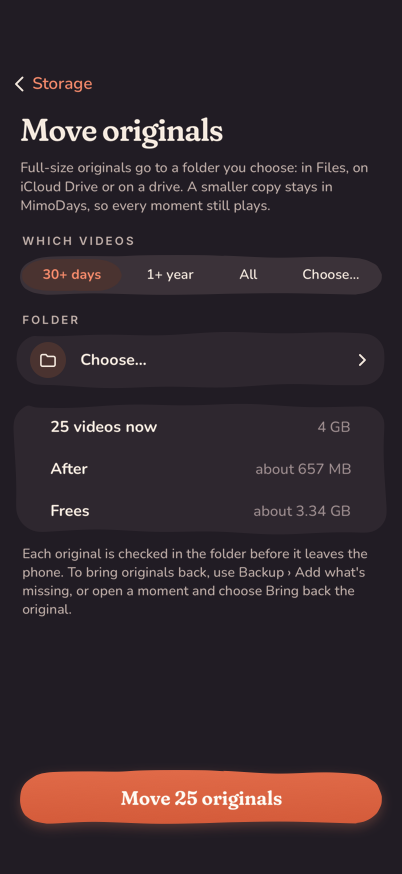 Storage
Move originals
Full-size originals go to a folder you choose: in Files, on
iCloud Drive or on a drive. A smaller copy stays in
MimoDays, so every moment still plays.
WHICH VIDEOS
30+ days 1+ year All Choose...
FOLDER
Choose...
25 videos now 4 GB
After about 657 MB
Frees about 3.34 GB
Each original is checked in the folder before it leaves the
phone. To bring originals back, use Backup › Add what's
missing, or open a moment and choose Bring back the
original.
Move 25 originals